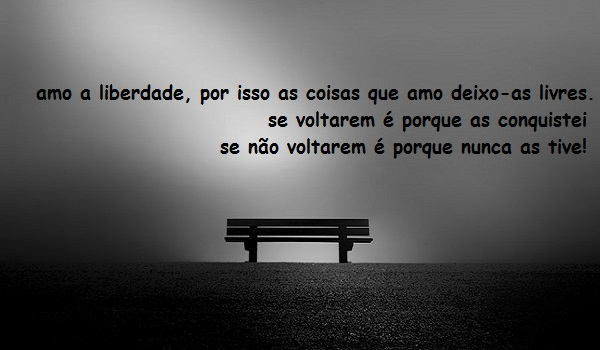 amo a liberdade, por isso as coisas que amo deixo-as livres.
se voltarem é porque as conquistei
se não voltarem é porque nunca as tive!